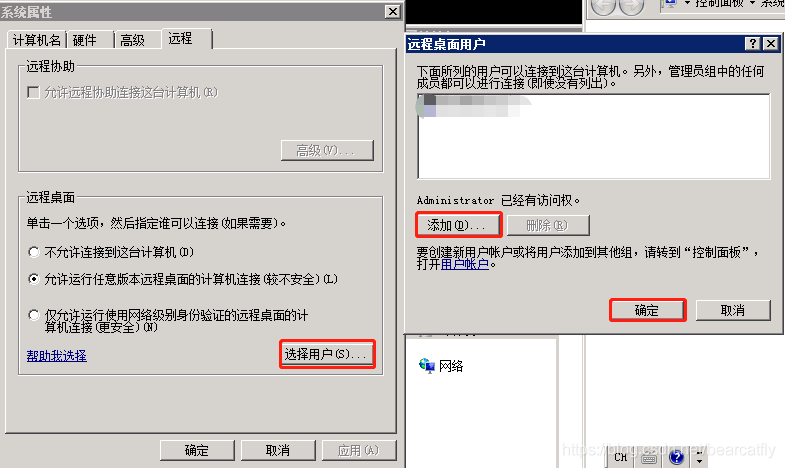 系统属性
计算机名 硬件 高级 远程
远程协助
允许远程协助连接这台计算机(R)
高级(V)...
远程桌面
单击一个选项，然后指定谁可以连接(如果需要)。
不允许连接到这台计算机(D)
允许运行任意版本远程桌面的计算机连接(较不安全)(L)
仅允许运行使用网络级别身份验证的远程桌面的计
算机连接(更安全)(N)
帮助我选择
选择用户(S)...
确定 取消 应用(A)
控制面板 系统
远程桌面用户
下面所列的用户可以连接到这台计算机。另外，管理员组中的任何
成员都可以进行连接(即使没有列出)。
Administrator 已经有访问权。
添加(D)... 删除(R)
要创建新用户帐户或将用户添加到其他组，请转到“控制面板”，
打开用户帐户。
确定 取消
网络
https://blog.csdn.net/bearcatfly
CH